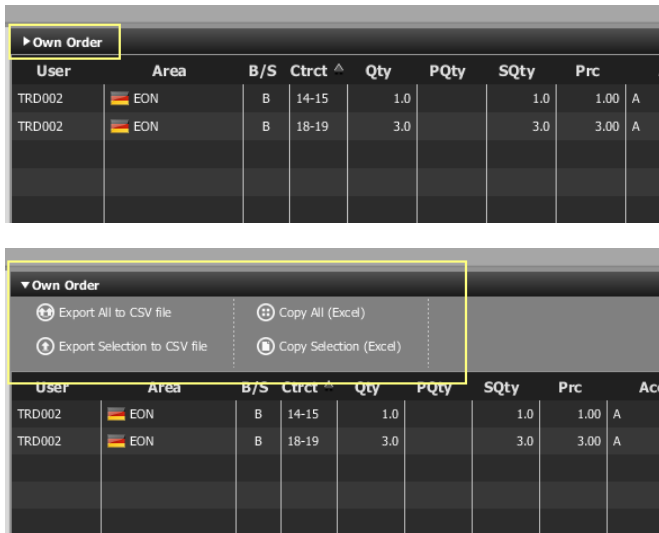 Own Order
User Area B/S Ctrct Qty PQty SQty Prc
TRD002 EON B 14-15 1.0 1.0 1.00 A
TRD002 EON B 18-19 3.0 3.0 3.00 A
Own Order
Export All to CSV file Copy All (Excel)
Export Selection to CSV file Copy Selection (Excel)
User Area B/S Ctrct Qty PQty SQty Prc Acc
TRD002 EON B 14-15 1.0 1.0 1.00 A
TRD002 EON B 18-19 3.0 3.0 3.00 A